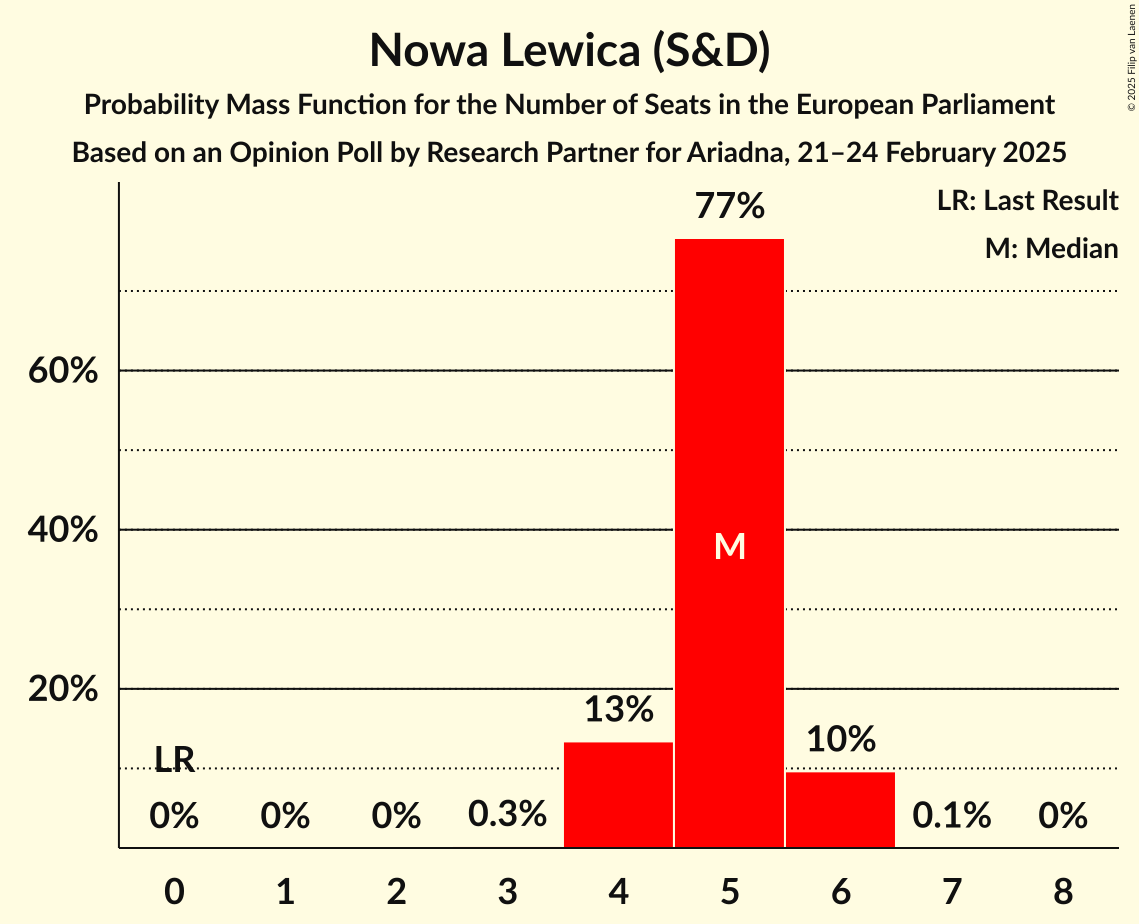 Nowa Lewica (S&D)
Probability Mass Function for the Number of Seats in the European Parliament
Based on an Opinion Poll by Research Partner for Ariadna, 21–24 February 2025
© 2025 Filip van Laenen
LR: Last Result
M: Median
77%
60%
40%
M
20%
13%
10%
LR
0%
0%
0%
0.3%
0.1%
0%
0 1 2 3 4 5 6 7 8